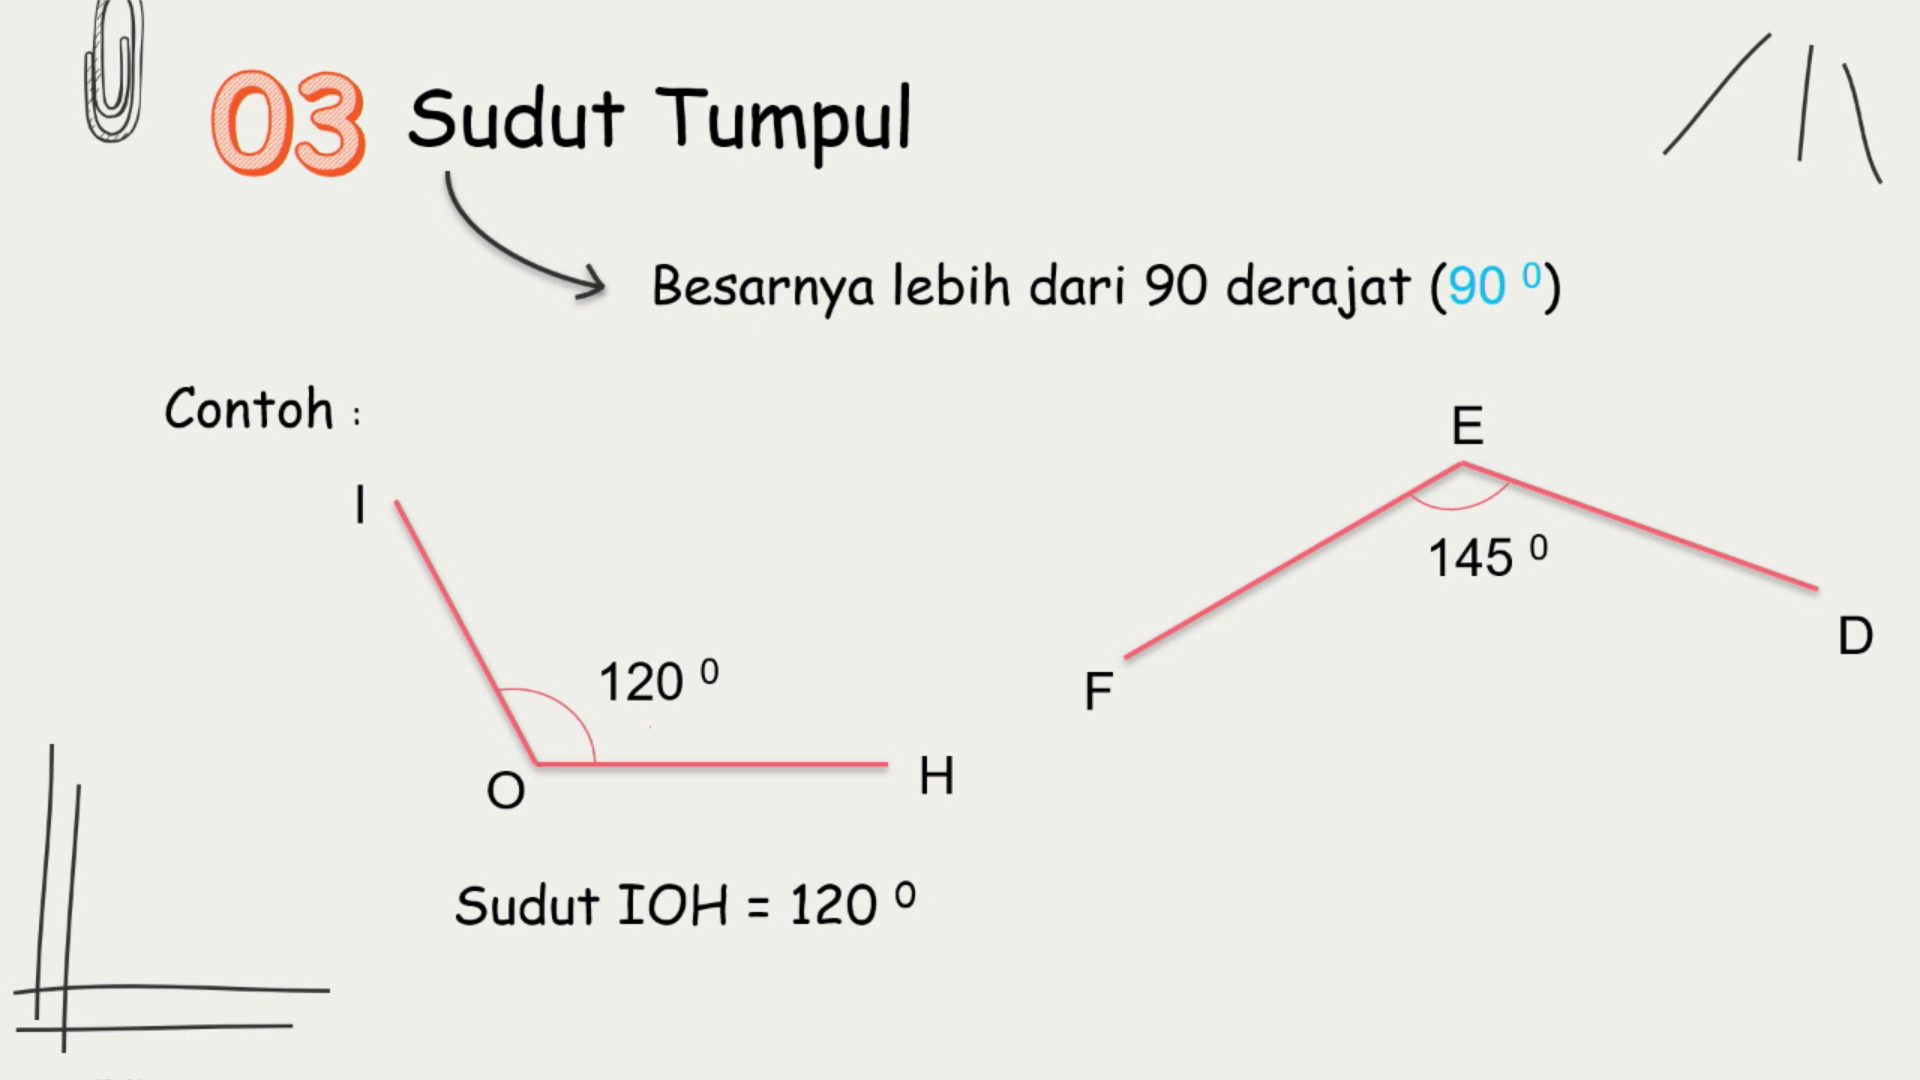 03 Sudut Tumpul
Besarnya lebih dari 90 derajat (90 ⁰)
Contoh :
I
120 ⁰
O
H
Sudut IOH = 120 ⁰
E
145 ⁰
F
D